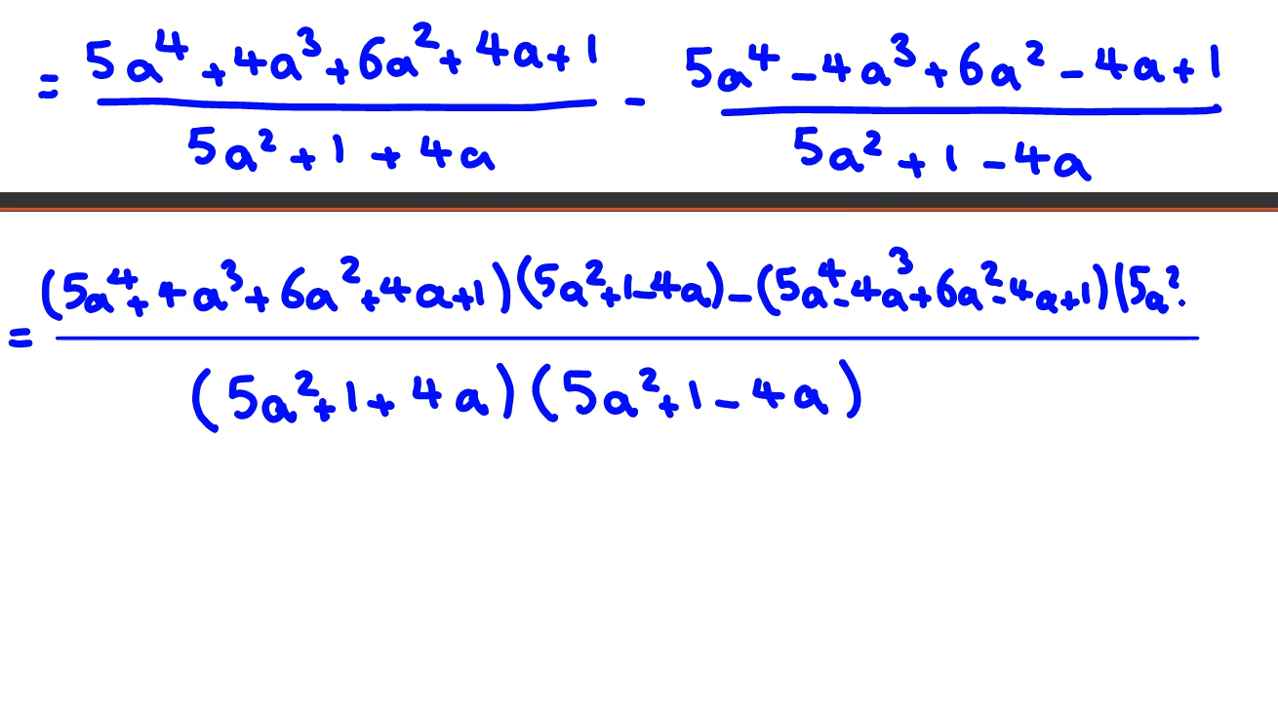 = (5a⁴ + 4a³ + 6a² + 4a + 1)/(5a² + 1 + 4a) - (5a⁴ - 4a³ + 6a² - 4a + 1)/(5a² + 1 - 4a)
= ((5a⁴ + 4a³ + 6a² + 4a + 1)(5a² + 1 - 4a) - (5a⁴ - 4a³ + 6a² - 4a + 1)(5a²
(5a² + 1 + 4a)(5a² + 1 - 4a)